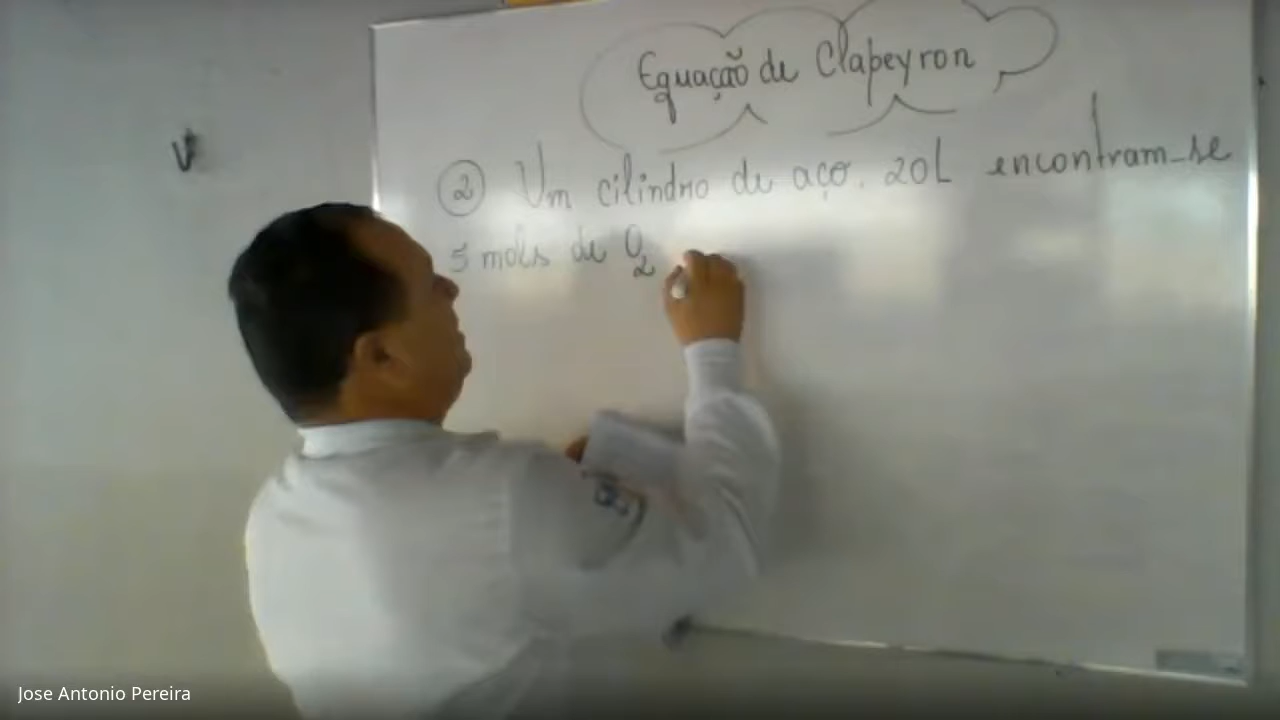 Equação de Clapeyron
② Um cilindro de aço. 20L encontram-se
5 mols de O₂
Jose Antonio Pereira